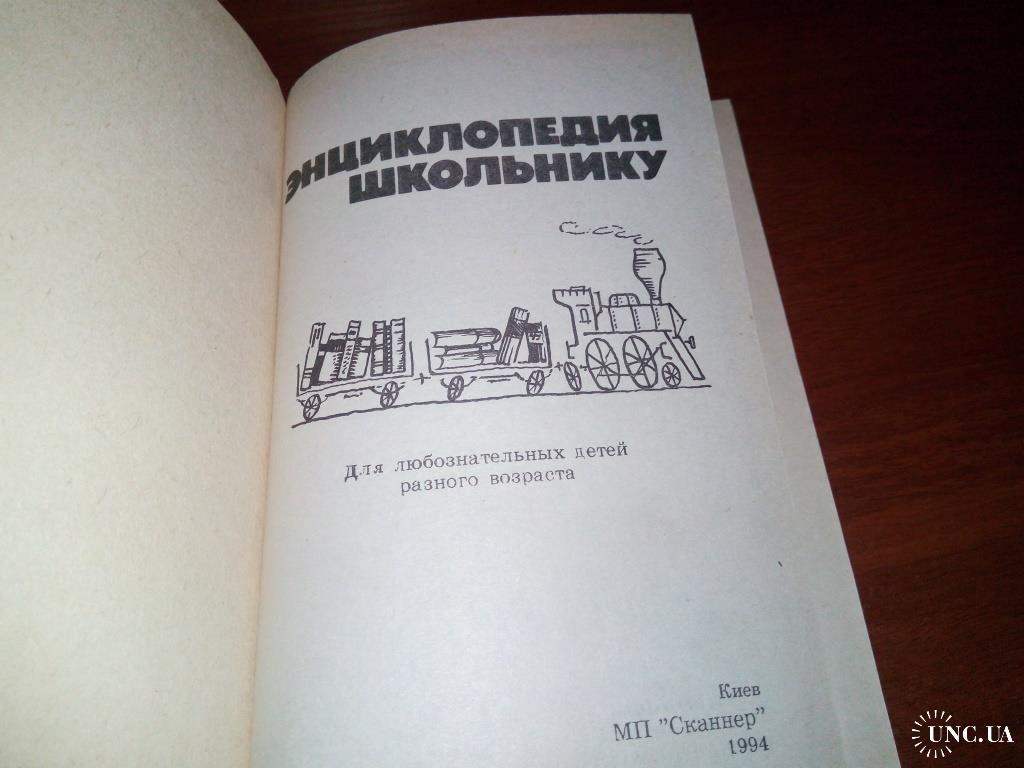 ЭНЦИКЛОПЕДИЯ
ШКОЛЬНИКУ
Для любознательных детей
разного возраста
Киев
МП "Сканнер"
1994
UNC.UA